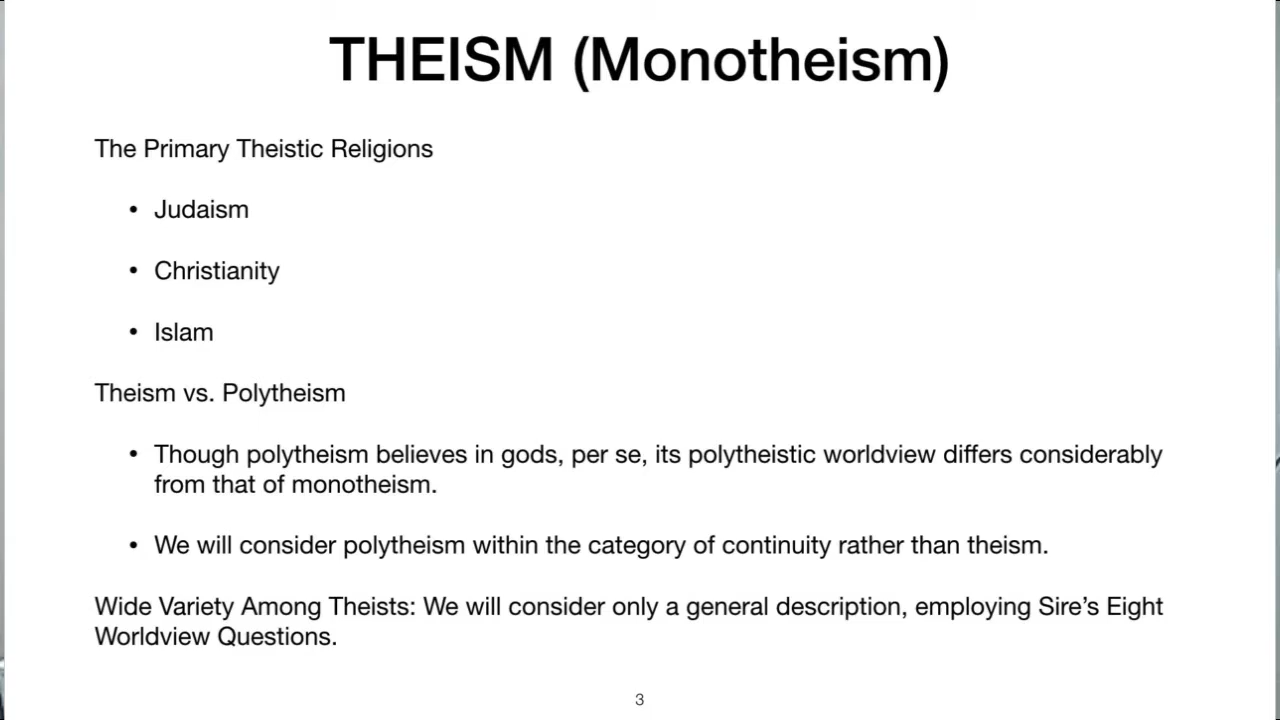 THEISM (Monotheism)
The Primary Theistic Religions
• Judaism
• Christianity
• Islam
Theism vs. Polytheism
• Though polytheism believes in gods, per se, its polytheistic worldview differs considerably
from that of monotheism.
• We will consider polytheism within the category of continuity rather than theism.
Wide Variety Among Theists: We will consider only a general description, employing Sire’s Eight
Worldview Questions.
3